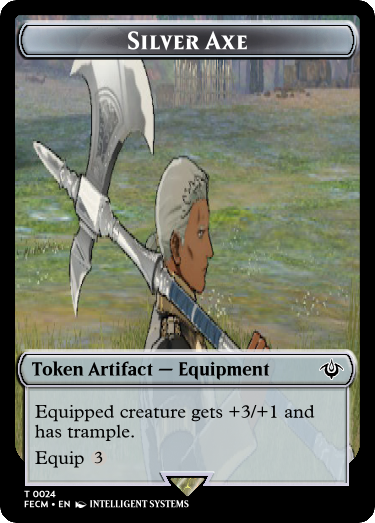 Silver Axe
Token Artifact — Equipment
Equipped creature gets +3/+1 and
has trample.
Equip 3
T 0024
FECM • EN Intelligent Systems